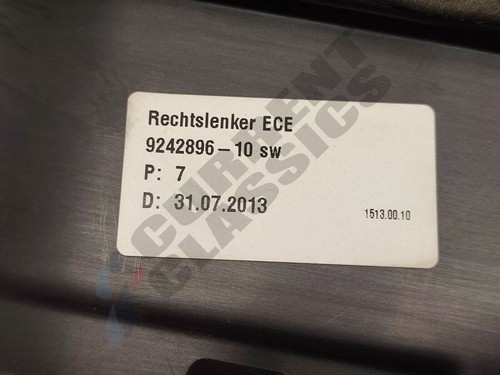 Rechtslenker ECE
9242896-10 sw
P: 7
D: 31.07.2013
1513.00.10
CURRENT
CLASSICS